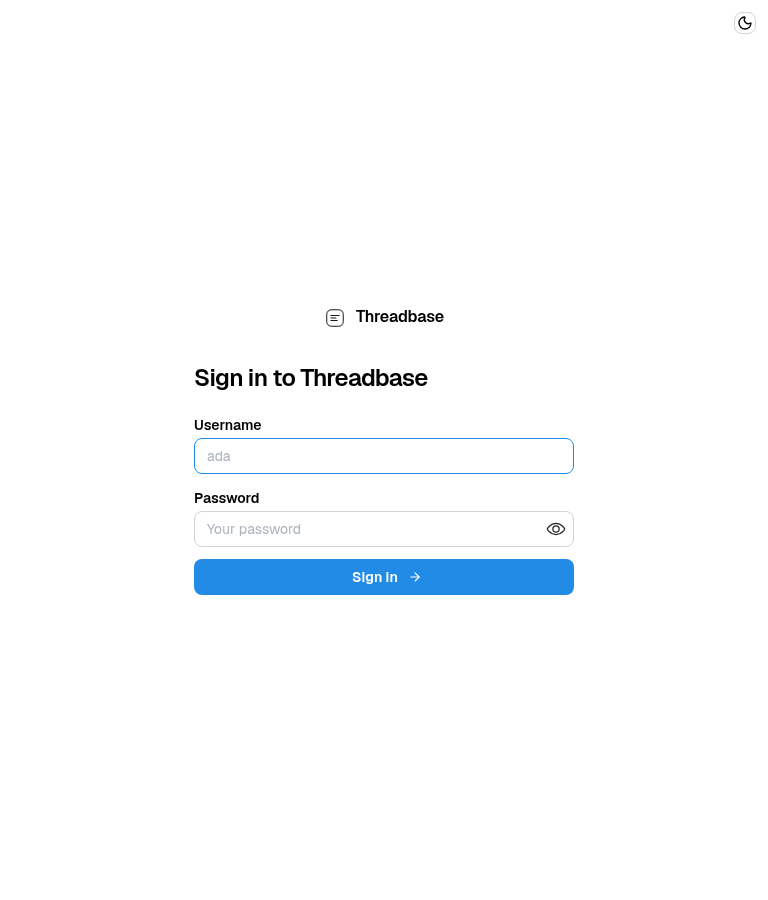 Threadbase
Sign in to Threadbase
Username
ada
Password
Your password
Sign in